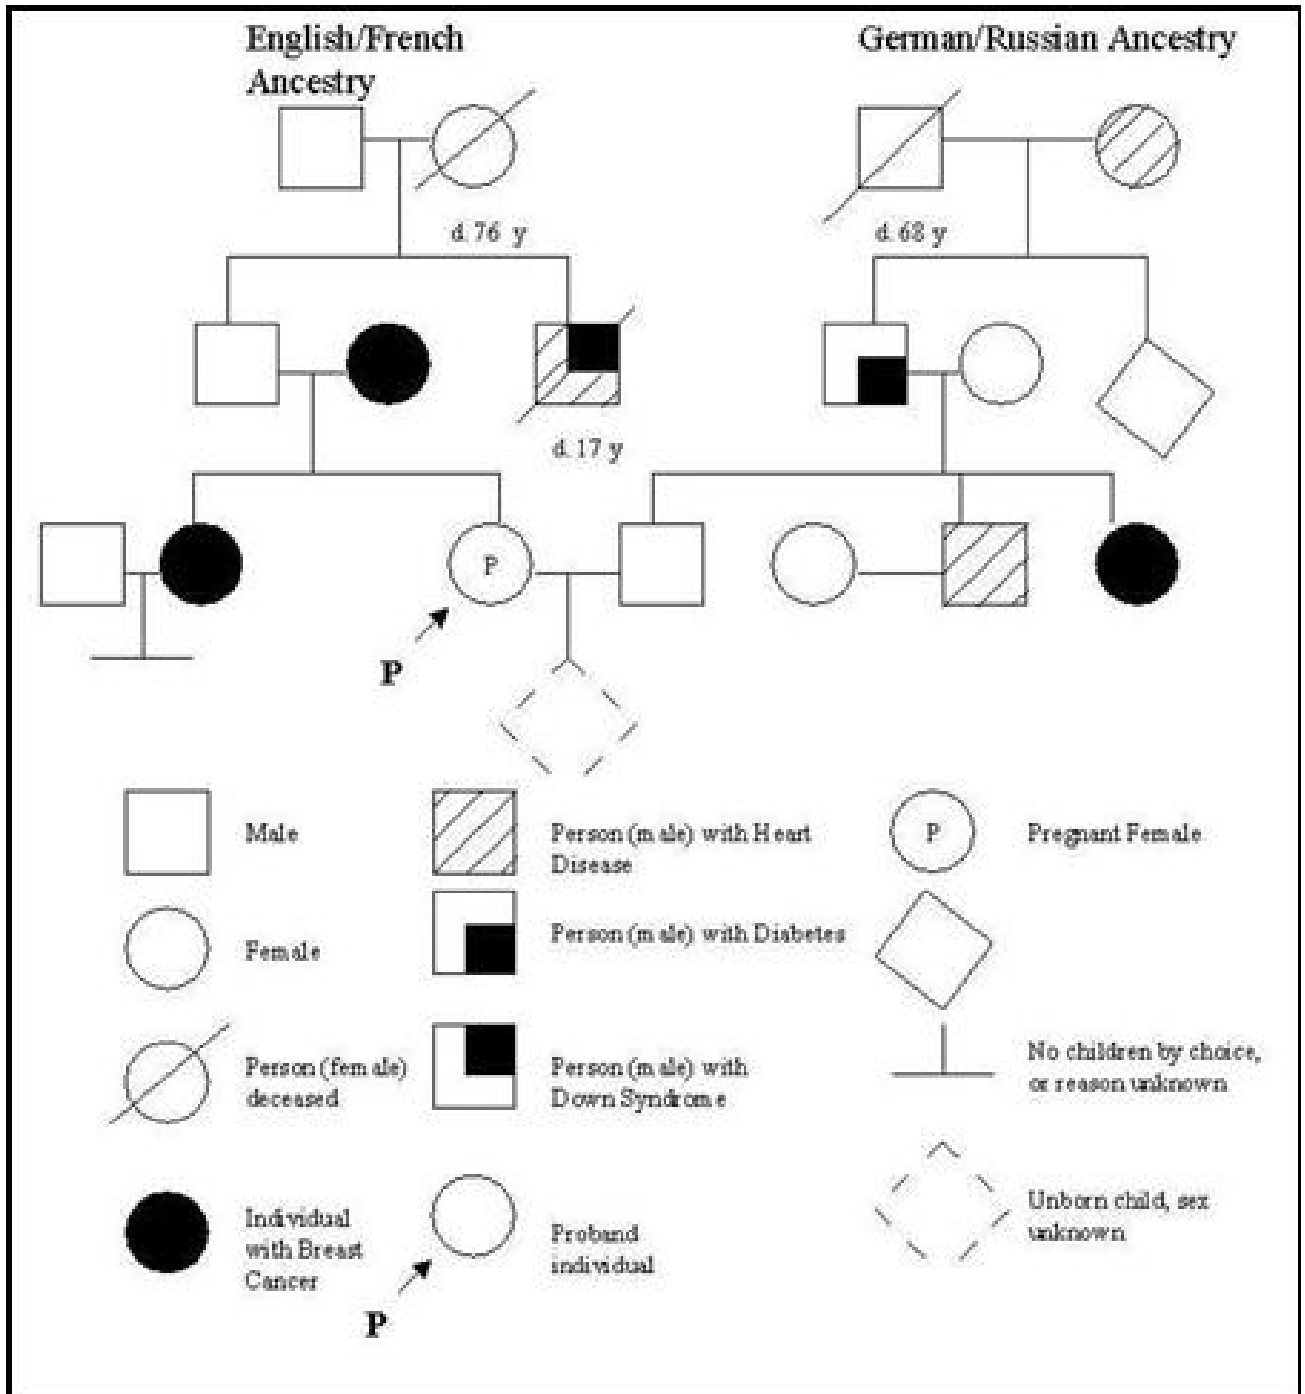 English/French
Ancestry
German/Russian Ancestry
d. 76 y
d. 68 y
d. 17 y
P
P
Male
Person (male) with Heart
Disease
P
Pregnant Female
Person (male) with Diabetes
Female
Person (female)
deceased
Person (male) with
Down Syndrome
No children by choice,
or reason unknown
Individual
with Breast
Cancer
Proband
individual
P
Unborn child, sex
unknown